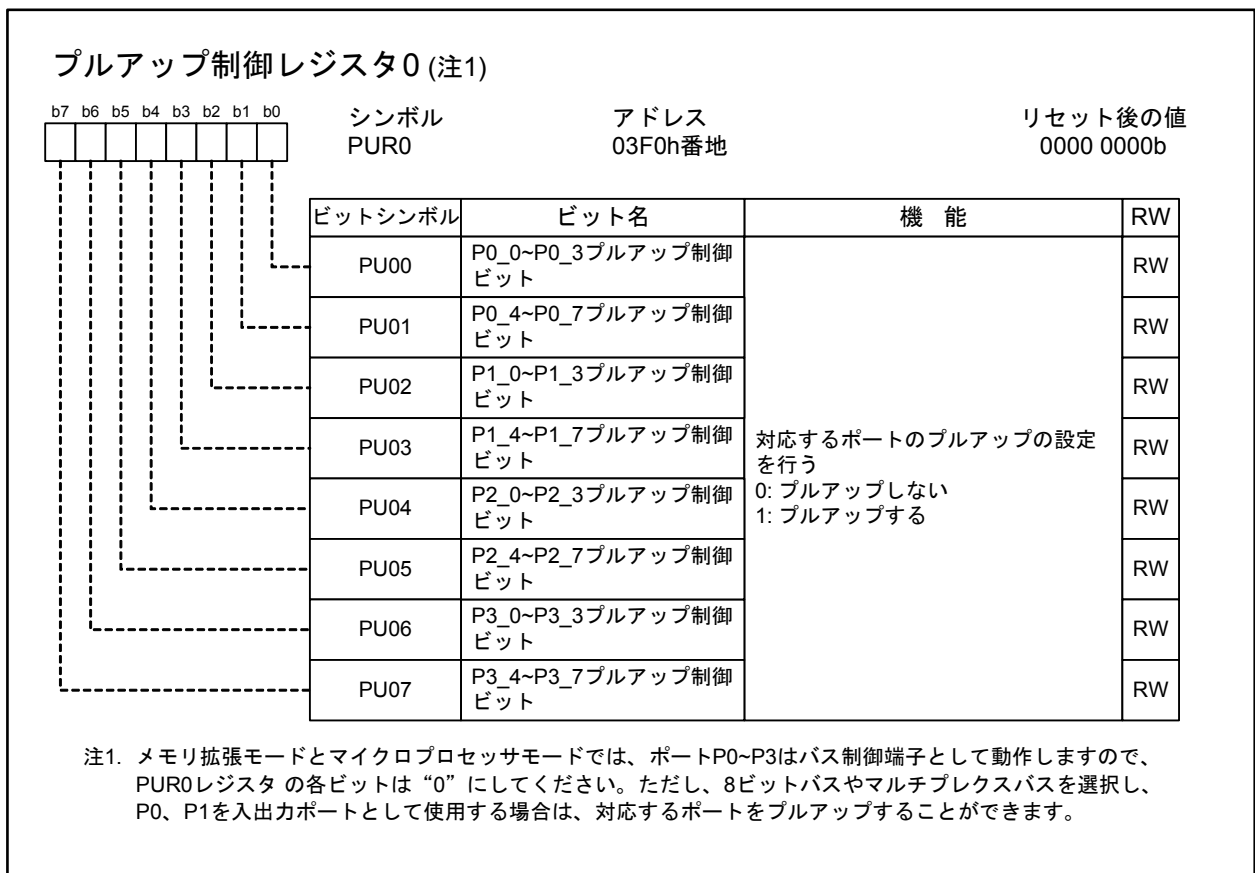 プルアップ制御レジスタ0 (注1)
b7 b6 b5 b4 b3 b2 b1 b0
シンボル アドレス リセット後の値
PUR0 03F0h番地 0000 0000b
ビットシンボル ビット名 機 能 RW
PU00 P0_0~P0_3プルアップ制御
ビット RW
PU01 P0_4~P0_7プルアップ制御
ビット RW
PU02 P1_0~P1_3プルアップ制御
ビット RW
PU03 P1_4~P1_7プルアップ制御
ビット RW
PU04 P2_0~P2_3プルアップ制御
ビット RW
PU05 P2_4~P2_7プルアップ制御
ビット RW
PU06 P3_0~P3_3プルアップ制御
ビット RW
PU07 P3_4~P3_7プルアップ制御
ビット RW
対応するポートのプルアップの設定
を行う
0: プルアップしない
1: プルアップする
注1. メモリ拡張モードとマイクロプロセッサモードでは、ポートP0~P3はバス制御端子として動作しますので、
PUR0レジスタ の各ビットは“0”にしてください。ただし、8ビットバスやマルチプレクスバスを選択し、
P0、P1を入出力ポートとして使用する場合は、対応するポートをプルアップすることができます。